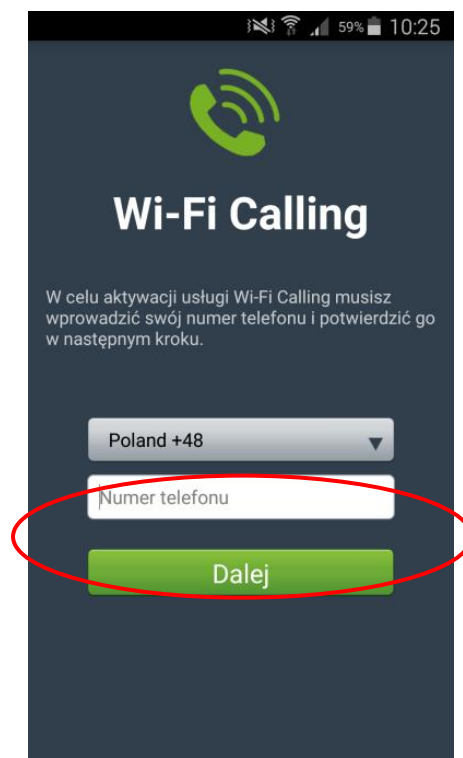 59% 10:25
Wi-Fi Calling
W celu aktywacji usługi Wi-Fi Calling musisz
wprowadzić swój numer telefonu i potwierdzić go
w następnym kroku.
Poland +48
Numer telefonu
Dalej